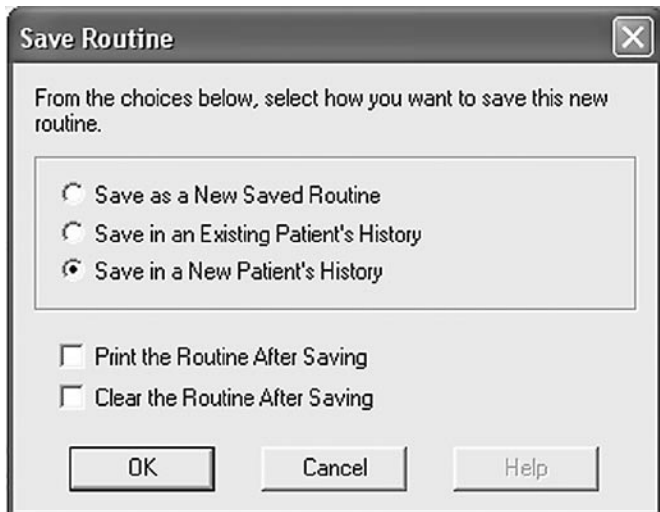 Save Routine
From the choices below, select how you want to save this new
routine.
Save as a New Saved Routine
Save in an Existing Patient's History
Save in a New Patient's History
Print the Routine After Saving
Clear the Routine After Saving
OK Cancel Help